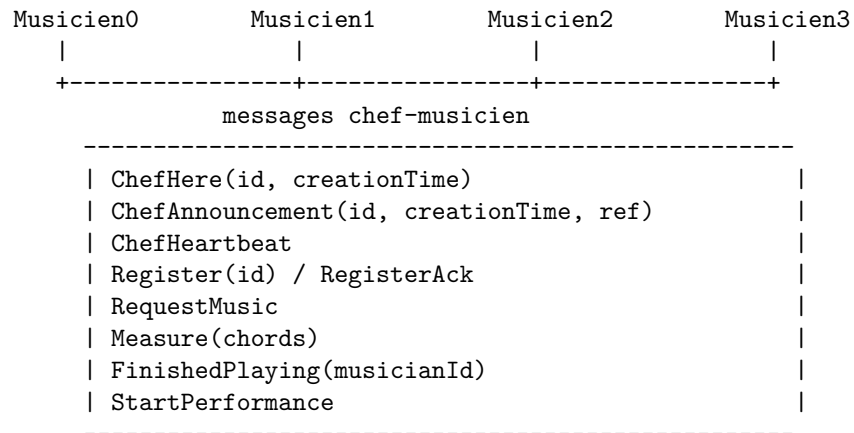 Musicien0 Musicien1 Musicien2 Musicien3
| | | |
+----------------+----------------+----------------+
messages chef-musicien
---------------------------------------------------
| ChefHere(id, creationTime) |
| ChefAnnouncement(id, creationTime, ref) |
| ChefHeartbeat |
| Register(id) / RegisterAck |
| RequestMusic |
| Measure(chords) |
| FinishedPlaying(musicianId) |
| StartPerformance |
---------------------------------------------------